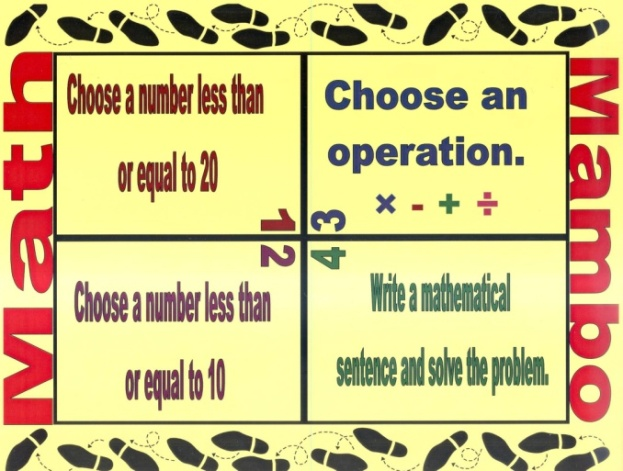 Math
Choose a number less than
or equal to 20
1
Choose a number less than
or equal to 10
2
Choose an
operation.
× - + ÷
3
Write a mathematical
sentence and solve the problem.
4
Mambo